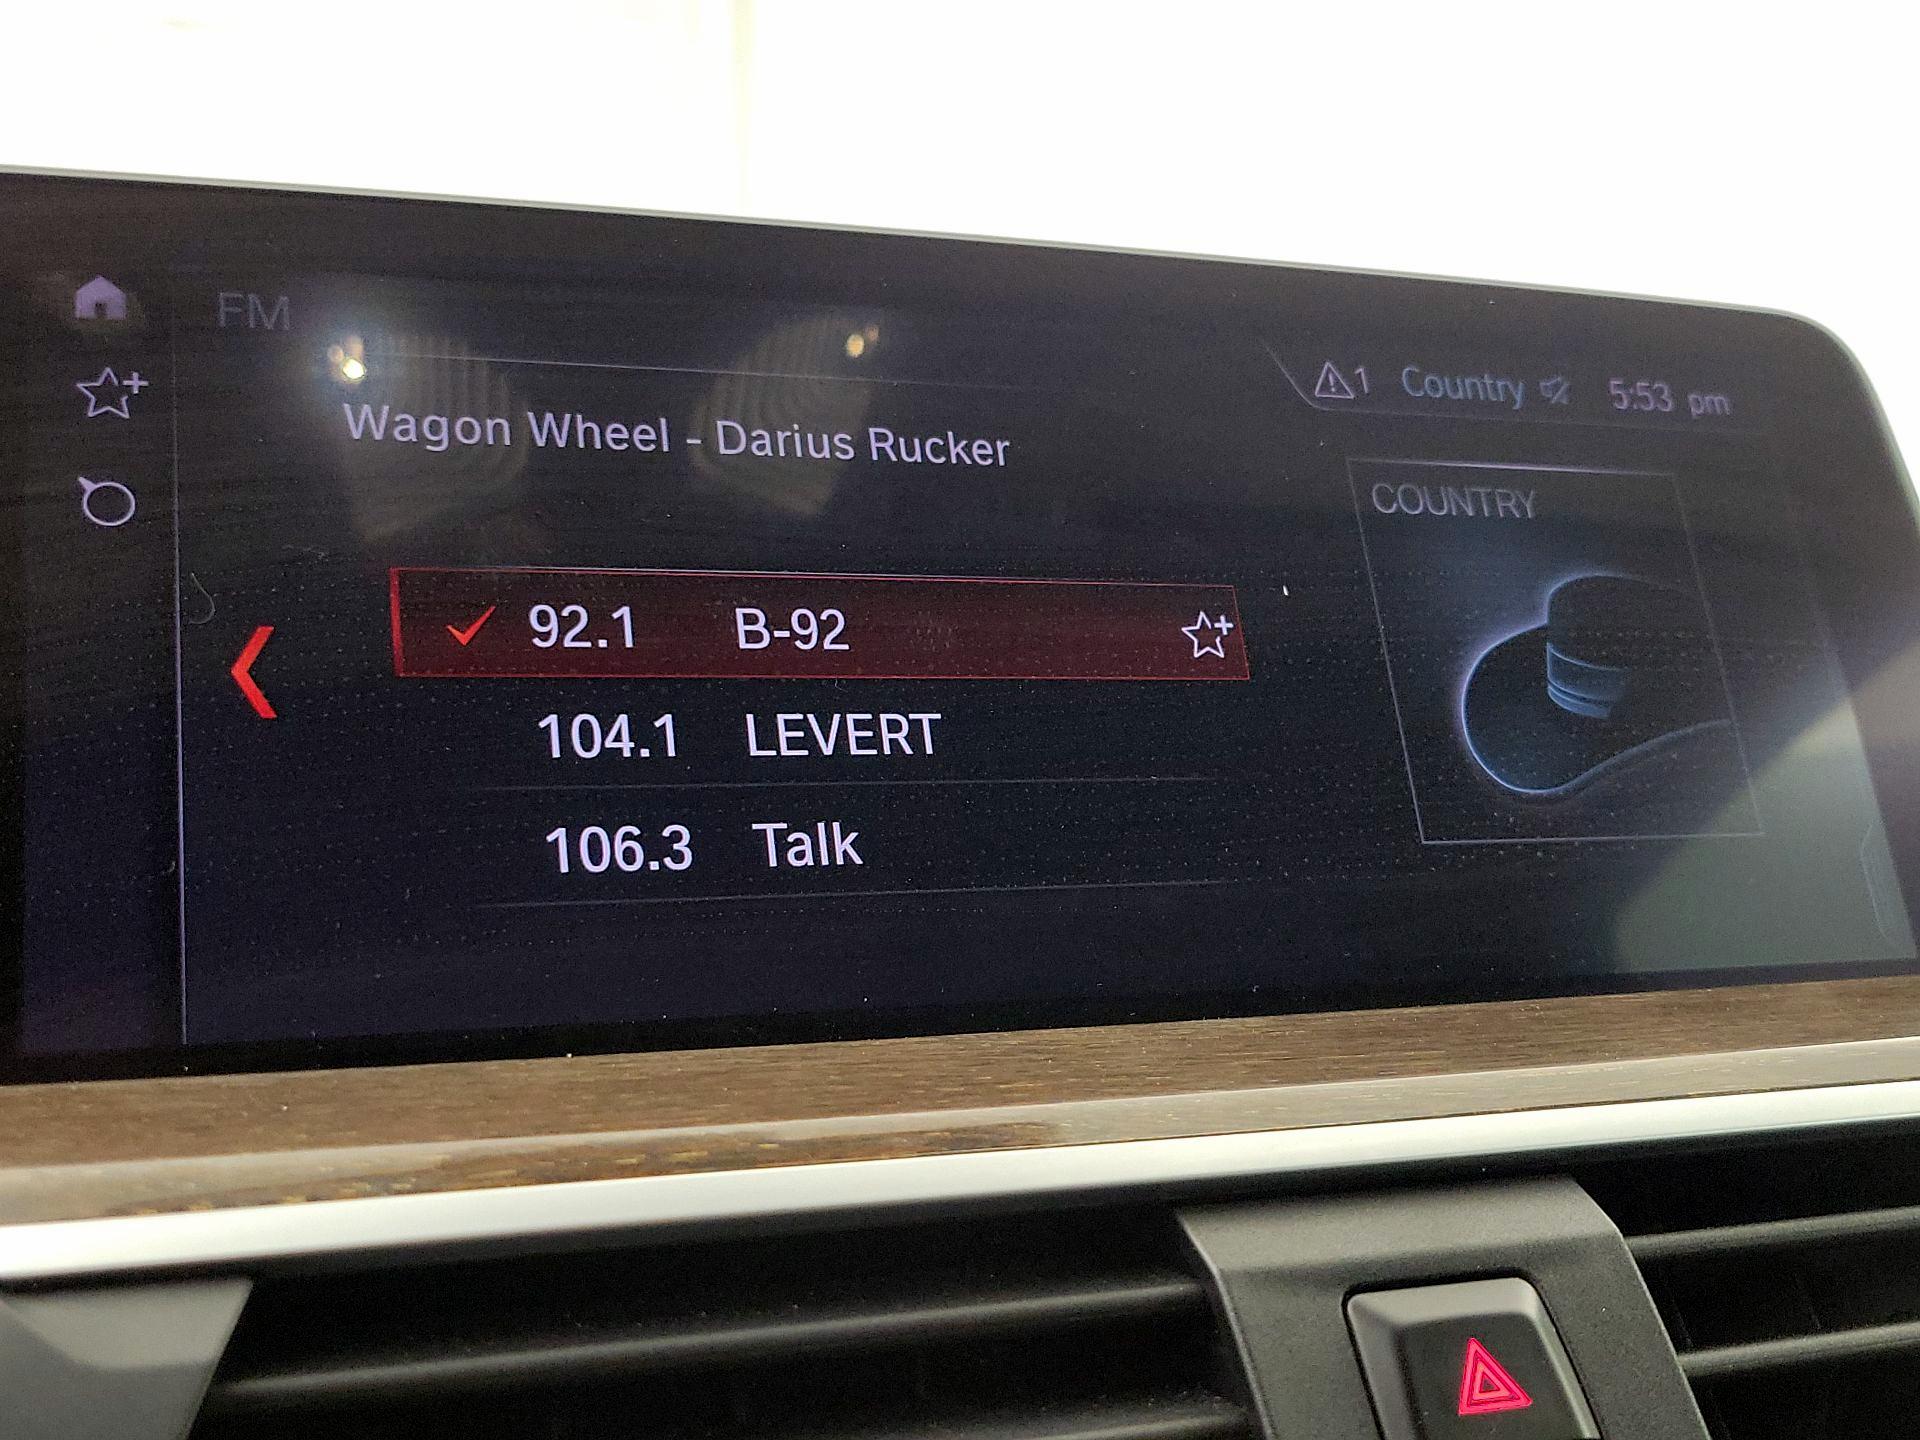 FM
1 Country 5:53 pm
Wagon Wheel - Darius Rucker
COUNTRY
92.1 B-92
104.1 LEVERT
106.3 Talk